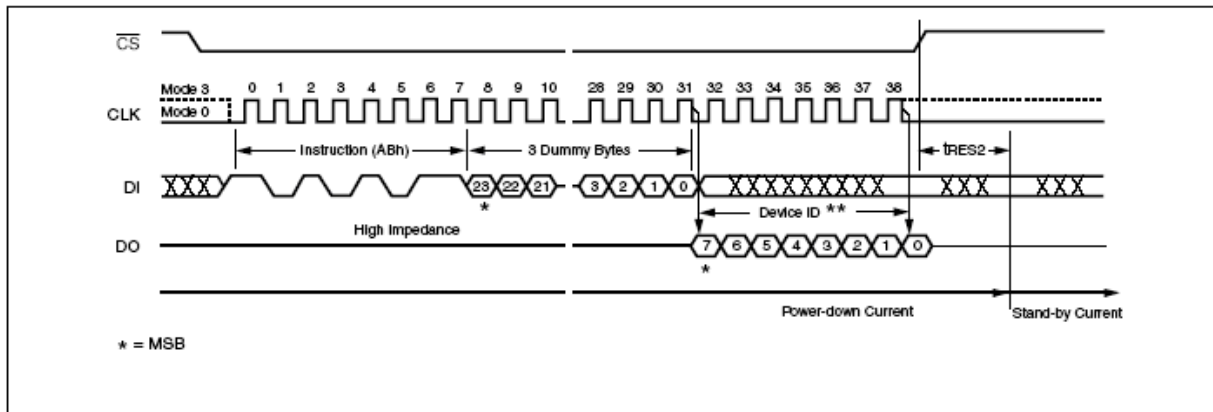 CS
Mode 3 0 1 2 3 4 5 6 7 8 9 10 28 29 30 31 32 33 34 35 36 37 38
CLK
Mode 0
Instruction (ABh) 3 Dummy Bytes tRES2
DI XXX 23 22 21 3 2 1 0 XXXXXXXXX XXX XXX
* Device ID **
High Impedance
DO 7 6 5 4 3 2 1 0
*
Power-down Current Stand-by Current
* = MSB